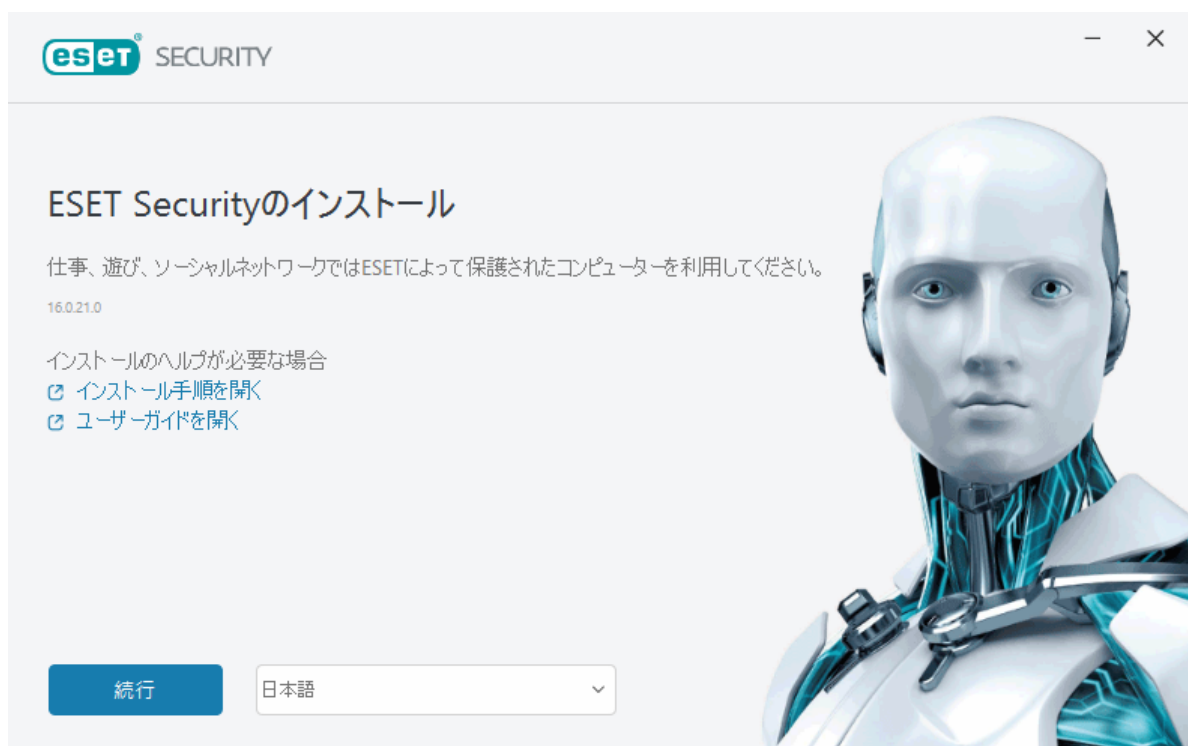 eset® SECURITY
ESET Securityのインストール
仕事、遊び、ソーシャルネットワークではESETによって保護されたコンピューターを利用してください。
16.0.21.0
インストールのヘルプが必要な場合
インストール手順を開く
ユーザーガイドを開く
続行 日本語